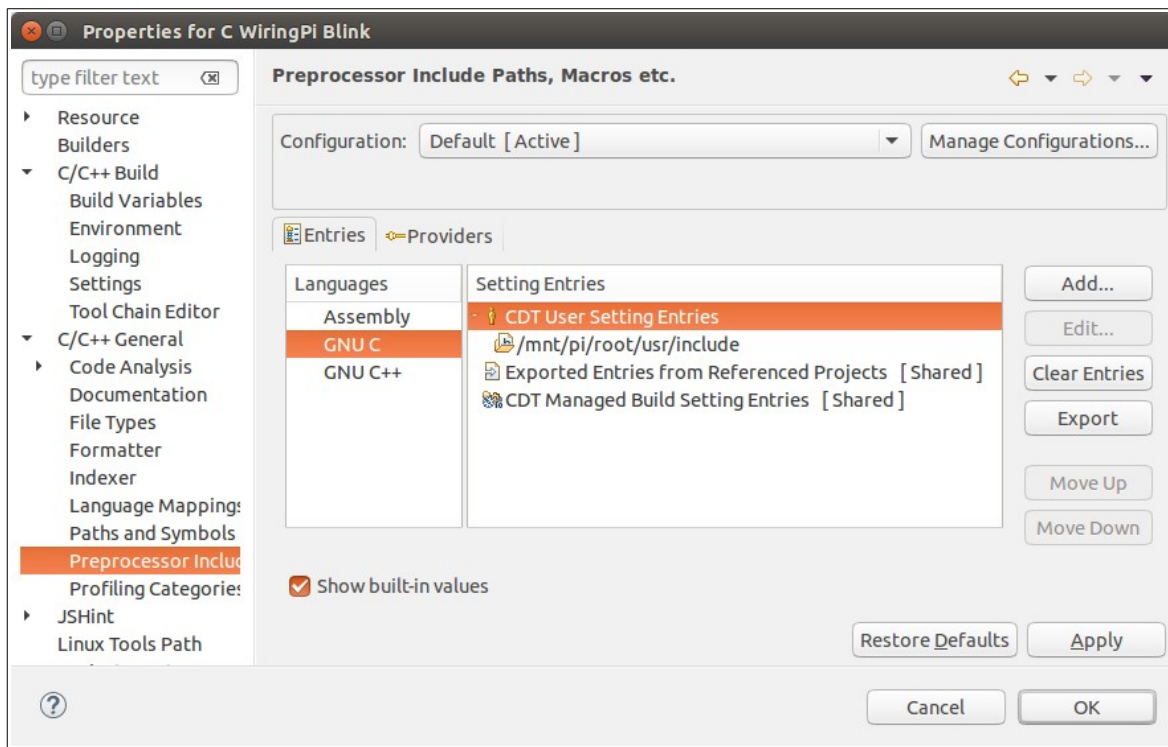 Properties for C WiringPi Blink
type filter text
Resource
Builders
C/C++ Build
Build Variables
Environment
Logging
Settings
Tool Chain Editor
C/C++ General
Code Analysis
Documentation
File Types
Formatter
Indexer
Language Mappings
Paths and Symbols
Preprocessor Includ
Profiling Categories
JSHint
Linux Tools Path
Preprocessor Include Paths, Macros etc.
Configuration:
Default [ Active ]
Manage Configurations...
Entries
Providers
Languages
Assembly
GNU C
GNU C++
Setting Entries
CDT User Setting Entries
/mnt/pi/root/usr/include
Exported Entries from Referenced Projects [ Shared ]
CDT Managed Build Setting Entries [ Shared ]
Add...
Edit...
Clear Entries
Export
Move Up
Move Down
Show built-in values
Restore Defaults
Apply
?
Cancel
OK